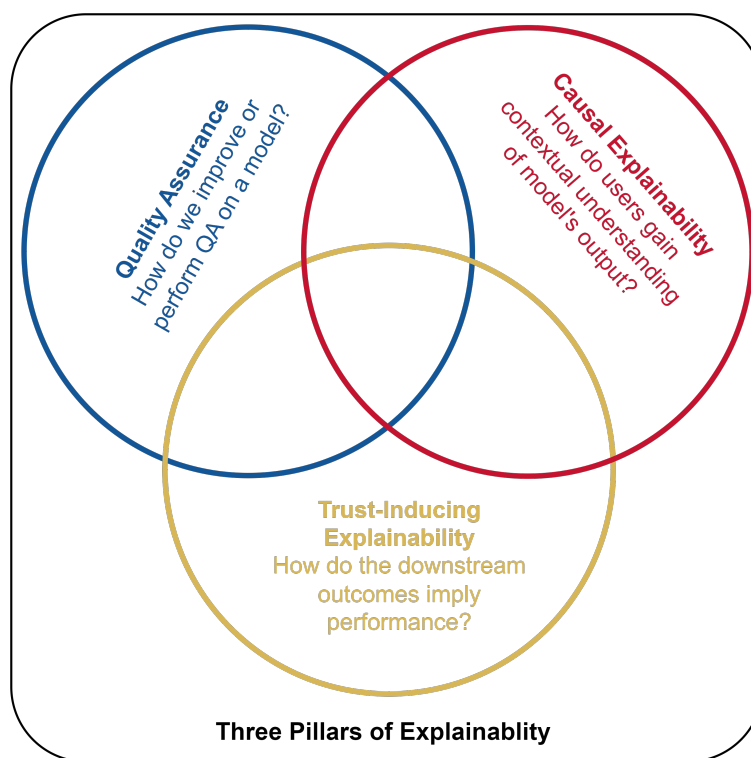 Quality Assurance
How do we improve or
perform QA on a model?
Causal Explainability
How do users gain
contextual understanding
of model's output?
Trust-Inducing
Explainability
How do the downstream
outcomes imply
performance?
Three Pillars of Explainablity